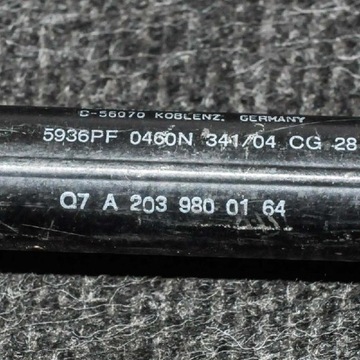 D-56070 KOBLENZ, GERMANY
5936PF 0460N 341/04 CG 28
Q7 A 203 980 01 64